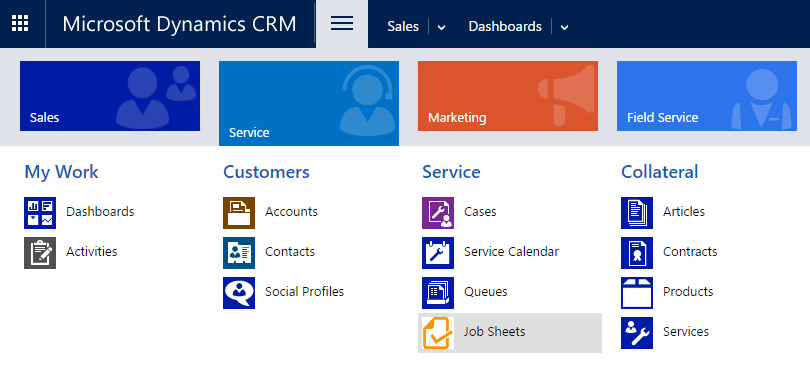 Microsoft Dynamics CRM
Sales
Dashboards
Sales
Service
Marketing
Field Service
My Work
Dashboards
Activities
Customers
Accounts
Contacts
Social Profiles
Service
Cases
Service Calendar
Queues
Job Sheets
Collateral
Articles
Contracts
Products
Services